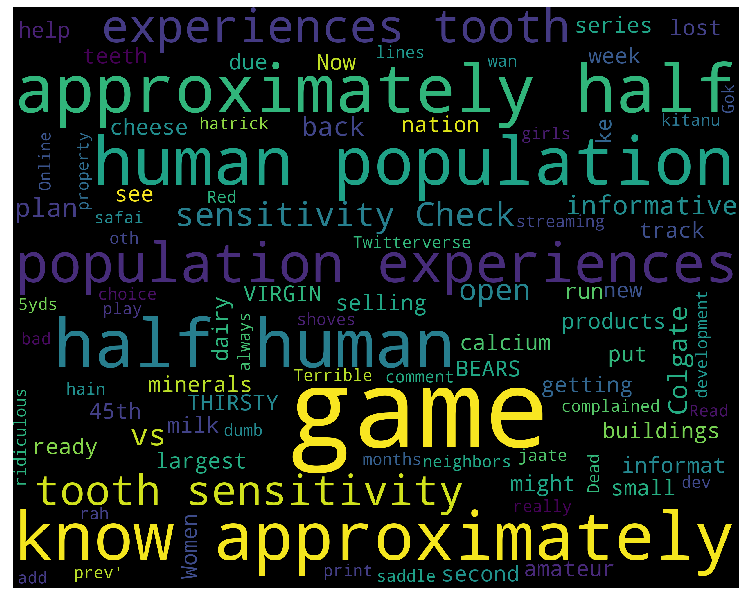 help experiences tooth series lost
teeth due Now lines wan week
approximately half Gok
cheese hatrick back nation girls ke kitanu
Online property human population
plan see Red sensitivity Check informative
safai streaming track
oth Twitterverse
population experiences
5yds choice VIRGIN selling open run new
play dairy always shoves products Colgate development
bad half human calcium put
hain minerals Terrible comment BEARS getting
ridiculous 45th THIRSTY game complained Read
ready vs milk dumb buildings
largest months neighbors jaate Dead informat
tooth sensitivity might small dev
rah really
know approximately
Women
add prev' print saddle second amateur